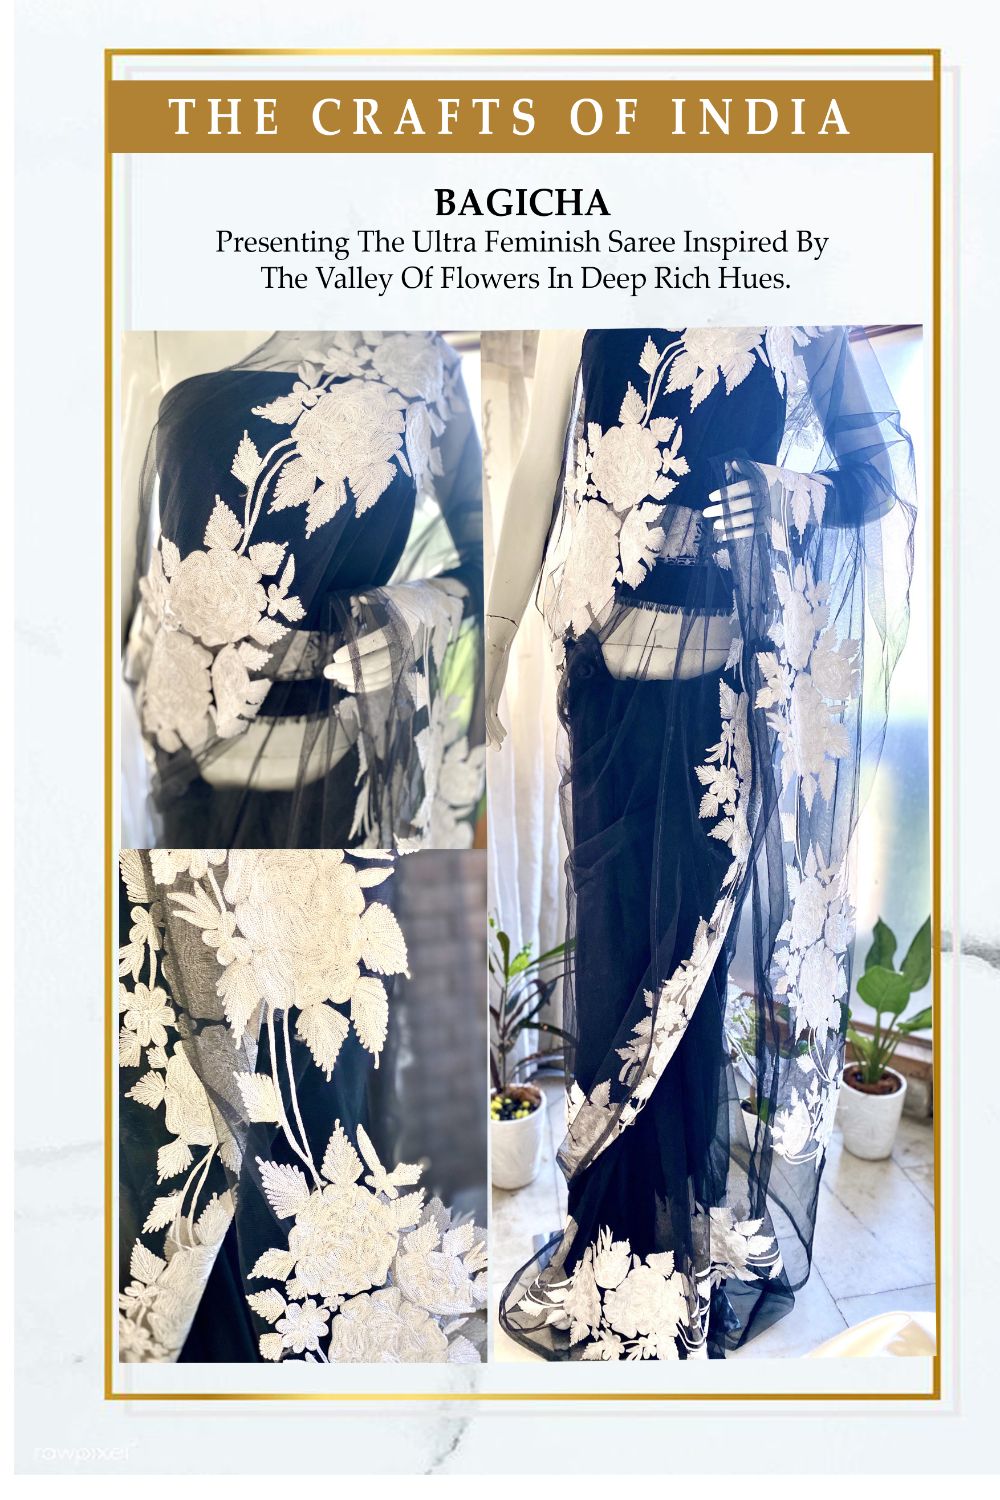 THE CRAFTS OF INDIA
BAGICHA
Presenting The Ultra Feminish Saree Inspired By
The Valley Of Flowers In Deep Rich Hues.
rawpixel